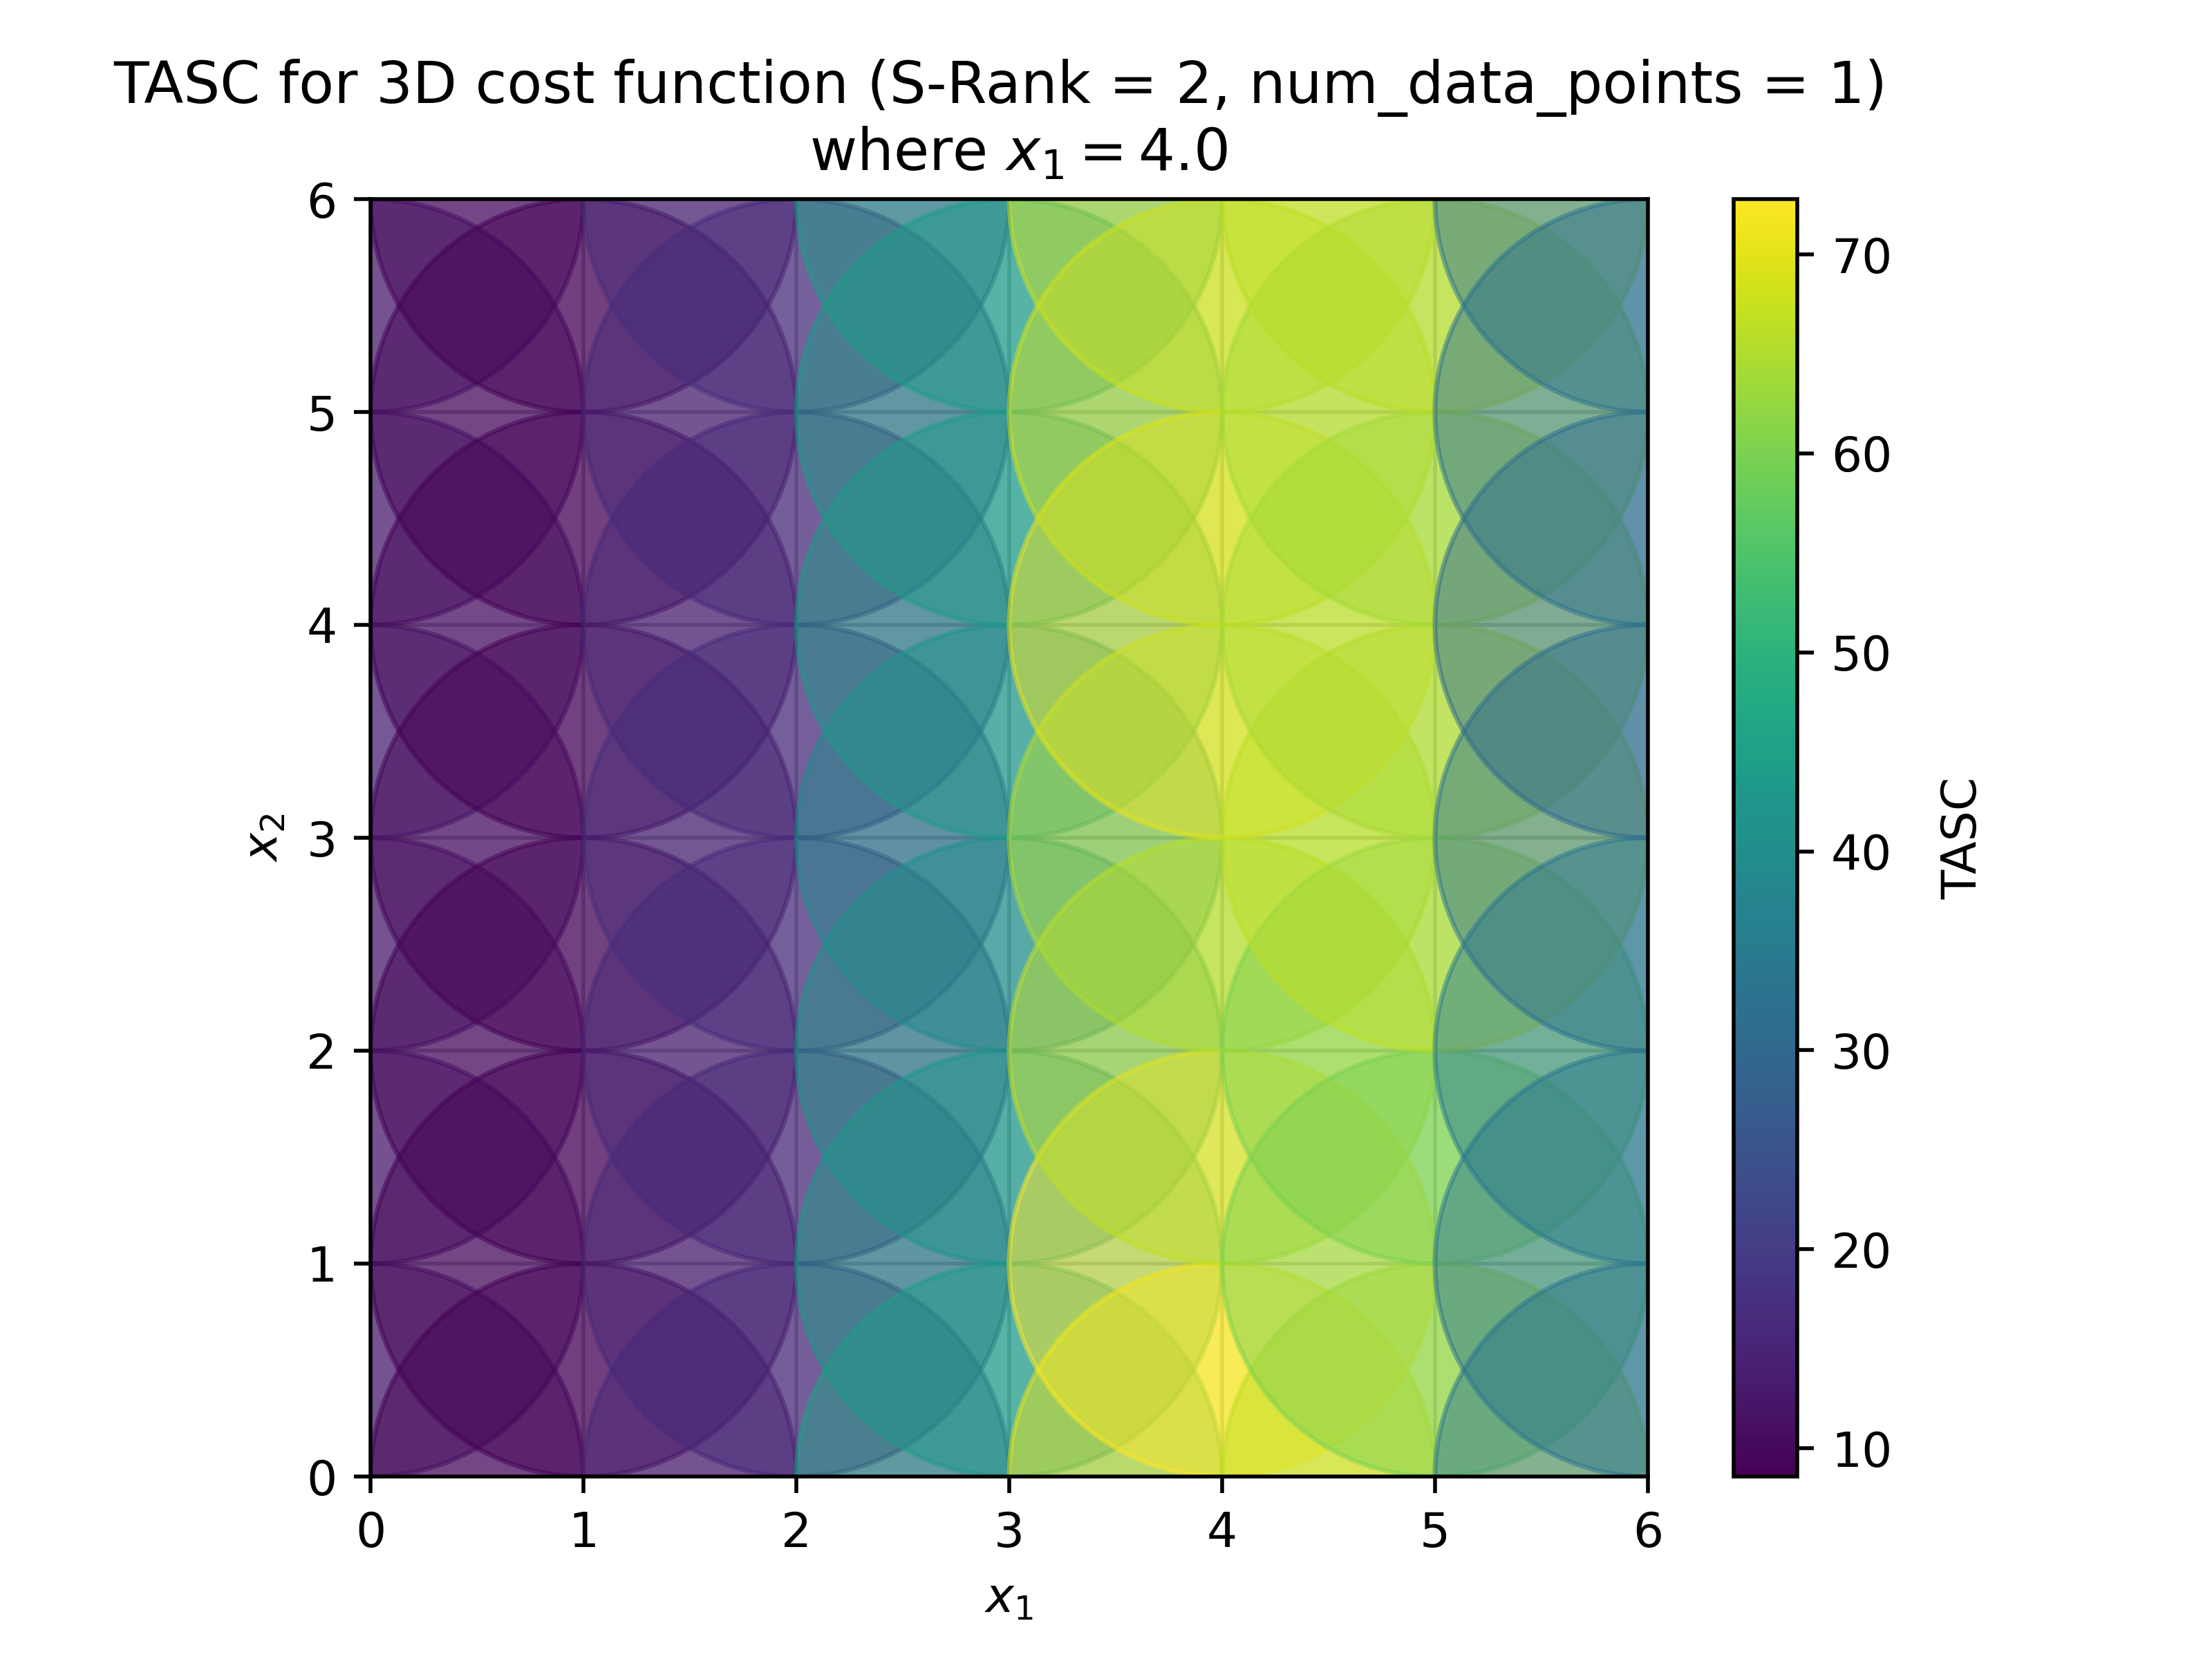 TASC for 3D cost function (S-Rank = 2, num_data_points = 1)
where x₁ = 4.0
6
5
4
3
2
1
0
x₂
0 1 2 3 4 5 6
x₁
70
60
50
40
30
20
10
TASC